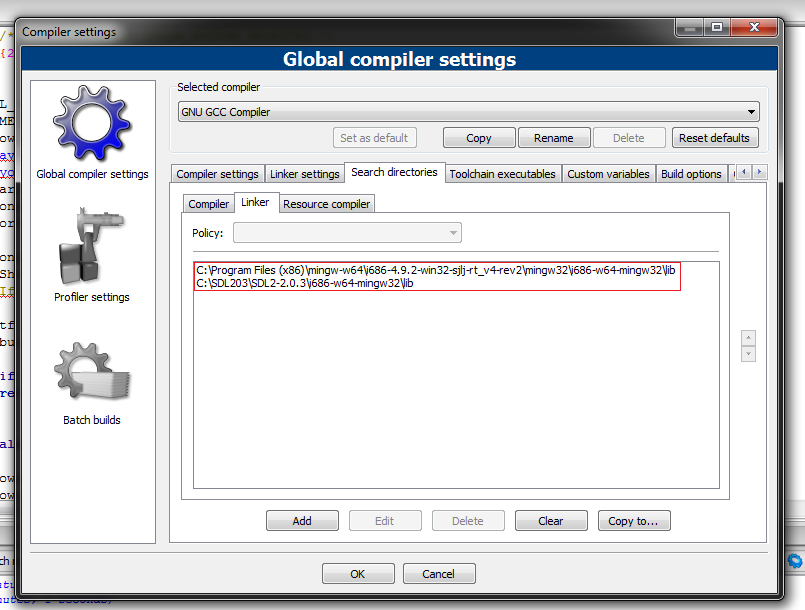 Compiler settings
Global compiler settings
Global compiler settings
Profiler settings
Batch builds
Selected compiler
GNU GCC Compiler
Set as default
Copy
Rename
Delete
Reset defaults
Compiler settings
Linker settings
Search directories
Toolchain executables
Custom variables
Build options
Compiler
Linker
Resource compiler
Policy:
C:\Program Files (x86)\mingw-w64\i686-4.9.2-win32-sjlj-rt_v4-rev2\mingw32\i686-w64-mingw32\lib
C:\SDL203\SDL2-2.0.3\i686-w64-mingw32\lib
Add
Edit
Delete
Clear
Copy to...
OK
Cancel